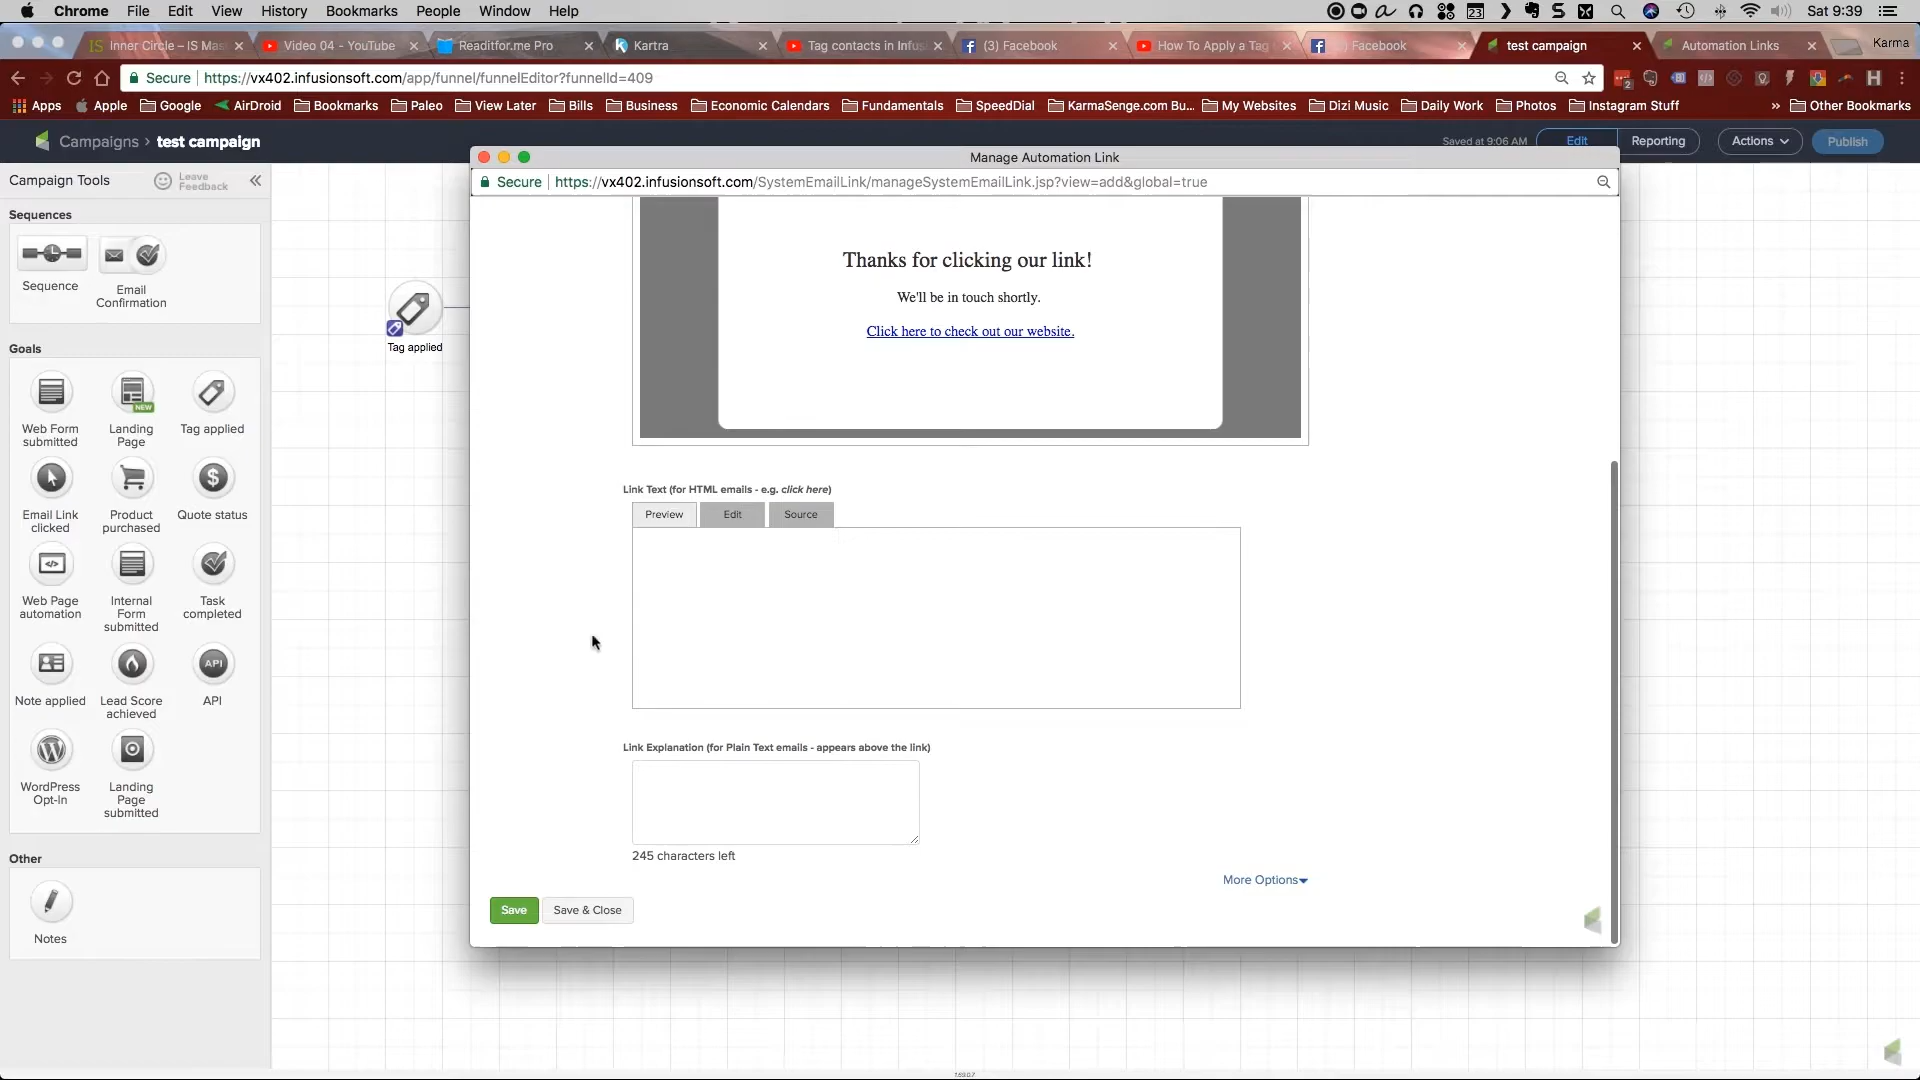 Chrome File Edit View History Bookmarks People Window Help
23 Sat 9:39
Inner Circle – IS Mas
Video 04 - YouTube
Readitfor.me Pro
Kartra
Tag contacts in Infus
(3) Facebook
How To Apply a Tag
Facebook
test campaign
Automation Links
Karma
Secure https://vx402.infusionsoft.com/app/funnel/funnelEditor?funnelId=409
Apps Apple Google AirDroid Bookmarks Paleo View Later Bills Business Economic Calendars Fundamentals SpeedDial KarmaSenge.com Bu... My Websites Dizi Music Daily Work Photos Instagram Stuff » Other Bookmarks
Campaigns › test campaign
Saved at 9:06 AM Edit Reporting Actions Publish
Campaign Tools
Leave Feedback
Sequences
Sequence
Email
Confirmation
Goals
NEW
Web Form
submitted
Landing
Page
Tag applied
Email Link
clicked
Product
purchased
Quote status
Web Page
automation
Internal
Form
submitted
Task
completed
API
Note applied
Lead Score
achieved
API
WordPress
Opt-In
Landing
Page
submitted
Other
Notes
Tag applied
Manage Automation Link
Secure https://vx402.infusionsoft.com/SystemEmailLink/manageSystemEmailLink.jsp?view=add&global=true
Thanks for clicking our link!
We'll be in touch shortly.
Click here to check out our website.
Link Text (for HTML emails - e.g. click here)
Preview Edit Source
Link Explanation (for Plain Text emails - appears above the link)
245 characters left
More Options
Save Save & Close